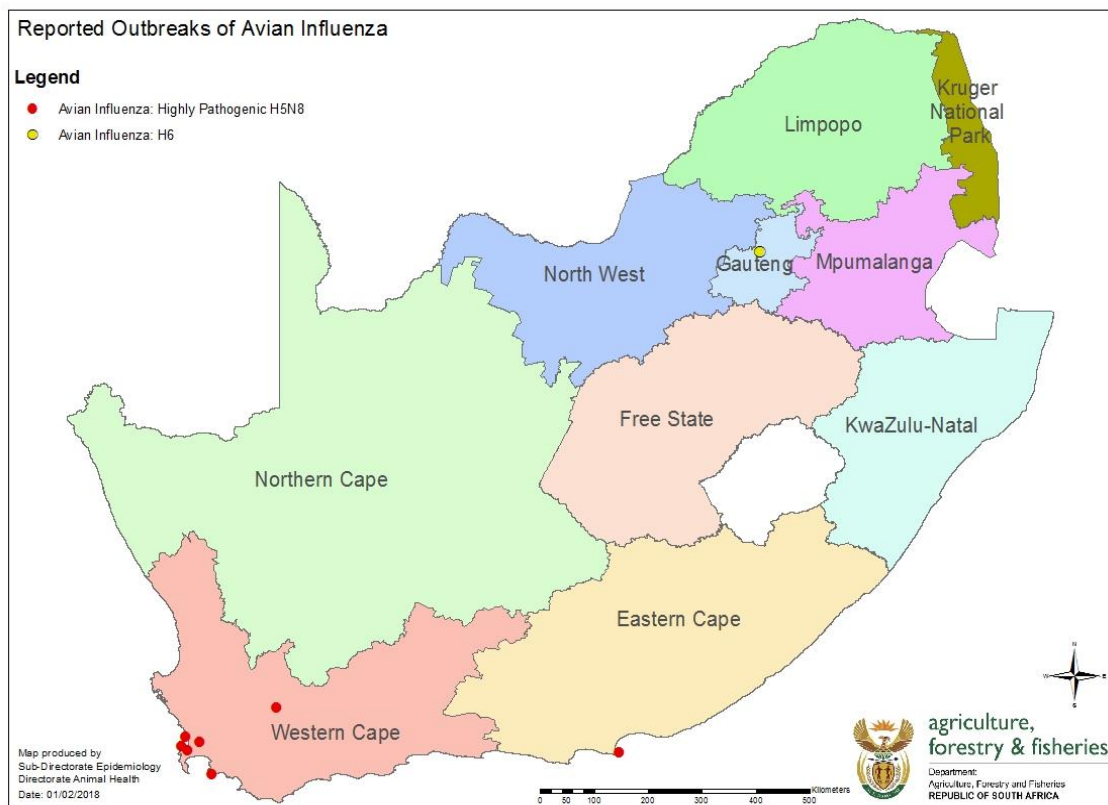 Reported Outbreaks of Avian Influenza
Legend
Avian Influenza: Highly Pathogenic H5N8
Avian Influenza: H6
Kruger
National
Park
Limpopo
North West
Gauteng
Mpumalanga
Free State
KwaZulu-Natal
Northern Cape
Eastern Cape
Western Cape
N
W E
S
Map produced by
Sub-Directorate Epidemiology
Directorate Animal Health
Date: 01/02/2018
0 50 100 200 300 400 500 Kilometers
agriculture,
forestry & fisheries
Department:
Agriculture, Forestry and Fisheries
REPUBLIC OF SOUTH AFRICA